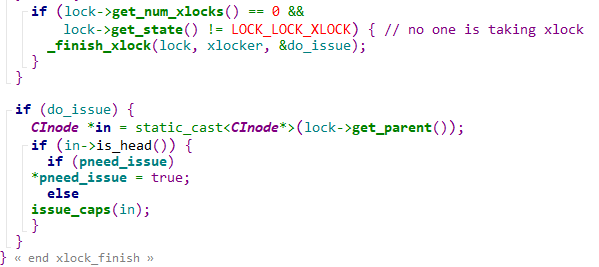 if (lock->get_num_xlocks() == 0 &&
lock->get_state() != LOCK_LOCK_XLOCK) { // no one is taking xlock
_finish_xlock(lock, xlocker, &do_issue);
}
}
if (do_issue) {
CInode *in = static_cast<CInode*>(lock->get_parent());
if (in->is_head()) {
if (pneed_issue)
*pneed_issue = true;
else
issue_caps(in);
}
}
} « end xlock_finish »